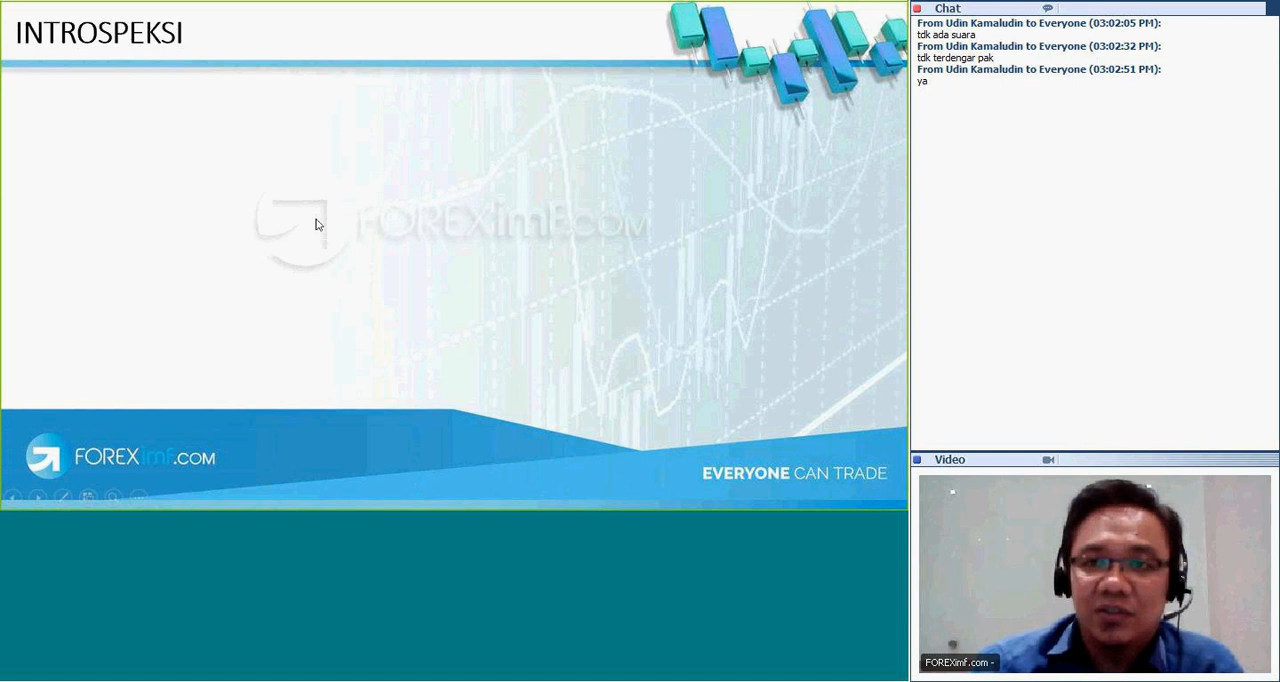 INTROSPEKSI
FOREXimF.COM
FOREXimf.COM
EVERYONE CAN TRADE
Chat
From Udin Kamaludin to Everyone (03:02:05 PM):
tdk ada suara
From Udin Kamaludin to Everyone (03:02:32 PM):
tdk terdengar pak
From Udin Kamaludin to Everyone (03:02:51 PM):
ya
Video
FOREXimf.com -